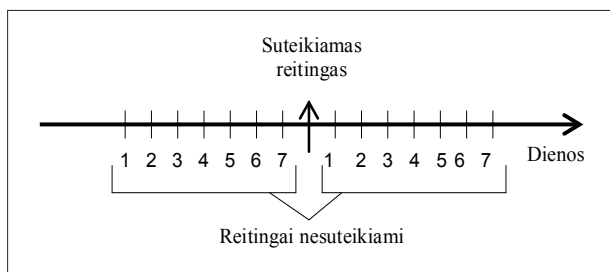 Suteikiamas
reitingas
1 2 3 4 5 6 7 1 2 3 4 5 6 7
Dienos
Reitingai nesuteikiami